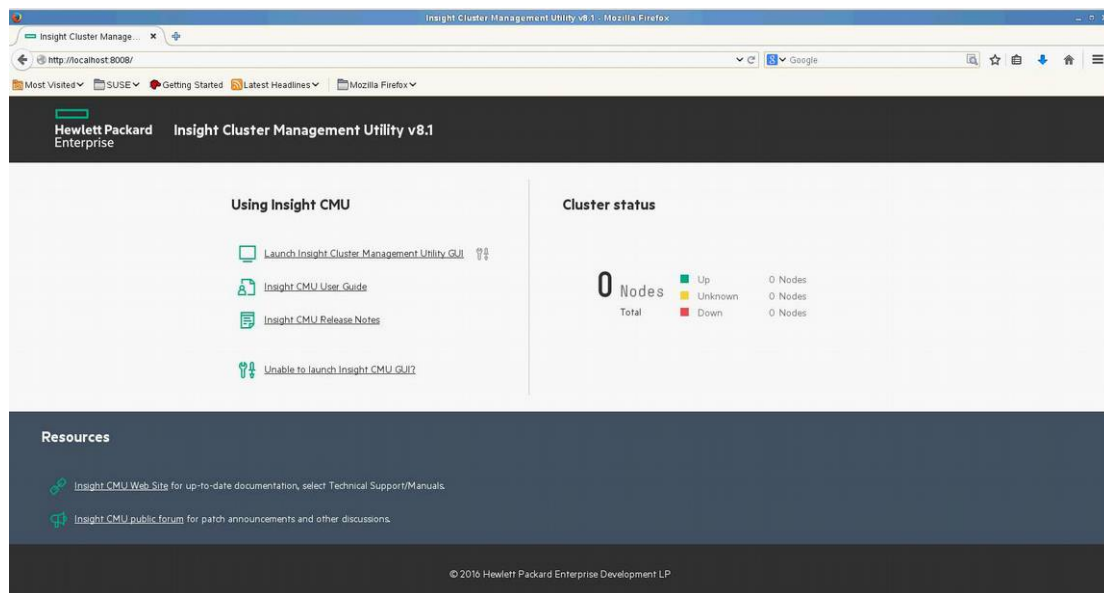 Insight Cluster Management Utility v8.1 - Mozilla Firefox
Insight Cluster Manage...
http://localhost:8008/
Google
Most Visited SUSE Getting Started Latest Headlines Mozilla Firefox
Hewlett Packard
Enterprise
Insight Cluster Management Utility v8.1
Using Insight CMU
Launch Insight Cluster Management Utility GUI
Insight CMU User Guide
Insight CMU Release Notes
Unable to launch Insight CMU GUI?
Cluster status
0 Nodes
Total
Up 0 Nodes
Unknown 0 Nodes
Down 0 Nodes
Resources
Insight CMU Web Site for up-to-date documentation, select Technical Support/Manuals.
Insight CMU public forum for patch announcements and other discussions.
© 2016 Hewlett Packard Enterprise Development LP